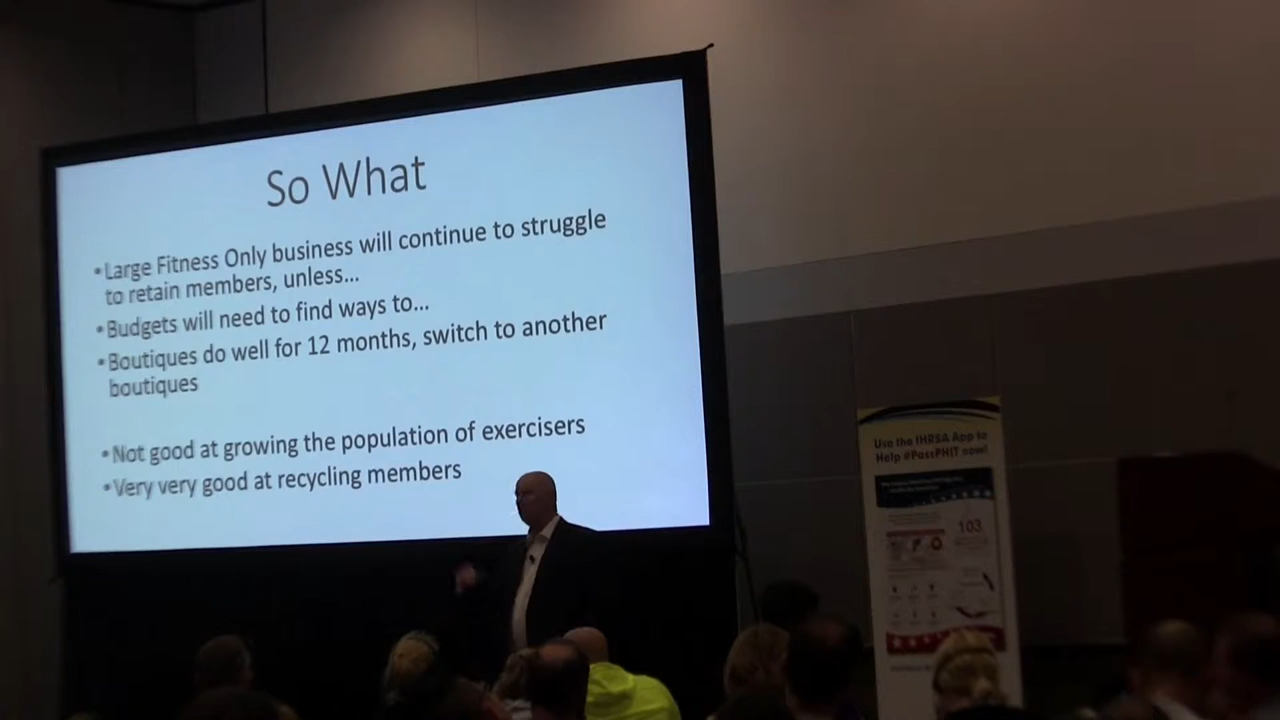 So What
•Large Fitness Only business will continue to struggle
to retain members, unless...
•Budgets will need to find ways to...
•Boutiques do well for 12 months, switch to another
boutiques
•Not good at growing the population of exercisers
•Very very good at recycling members
Use the IHRSA App to
Help #PassPHIT now!
103